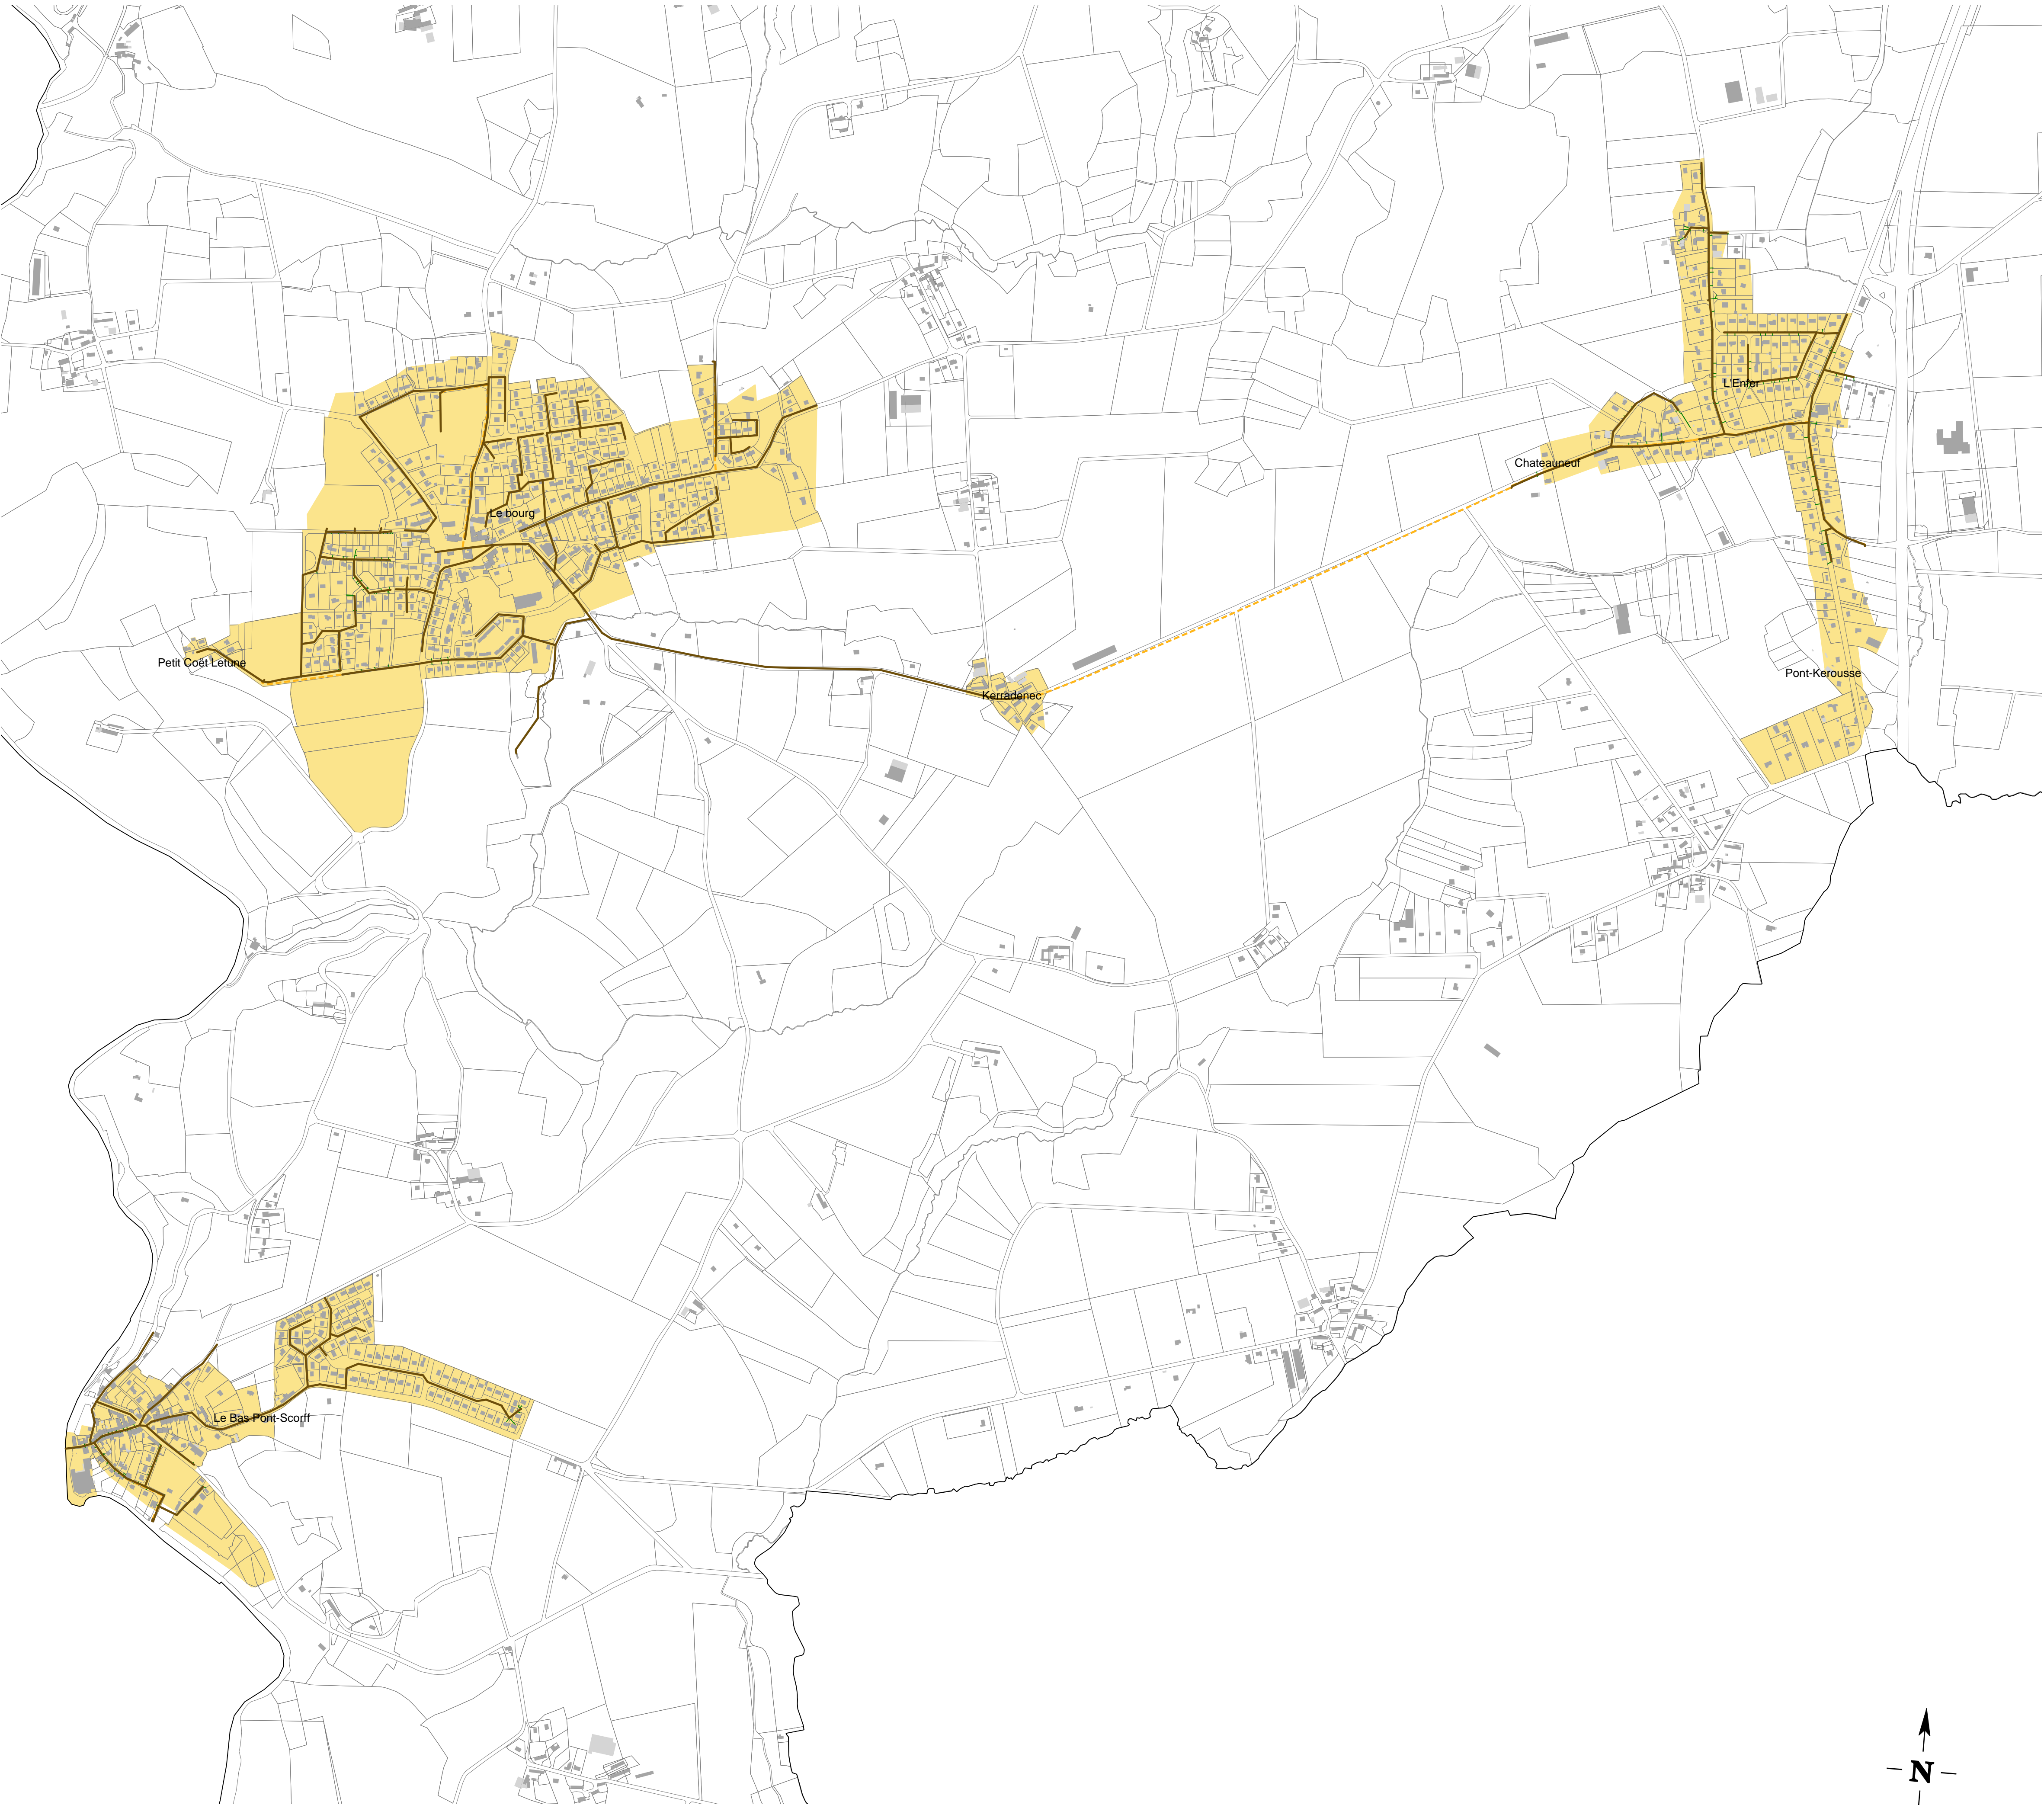 L'Enfer
Chateauneuf
Le bourg
Petit Coët Letune
Pont-Kerousse
Kerradenec
Le Bas Pont-Scorff
N